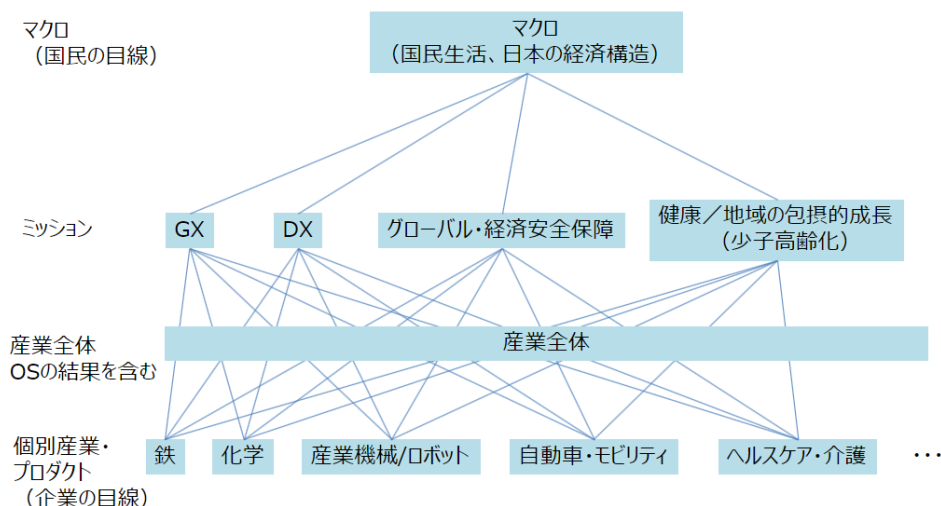 マクロ
（国民の目線）
マクロ
（国民生活、日本の経済構造）
ミッション
GX
DX
グローバル・経済安全保障
健康／地域の包摂的成長
（少子高齢化）
産業全体
OSの結果を含む
産業全体
個別産業・
プロダクト
（企業の目線）
鉄
化学
産業機械/ロボット
自動車・モビリティ
ヘルスケア・介護
・・・